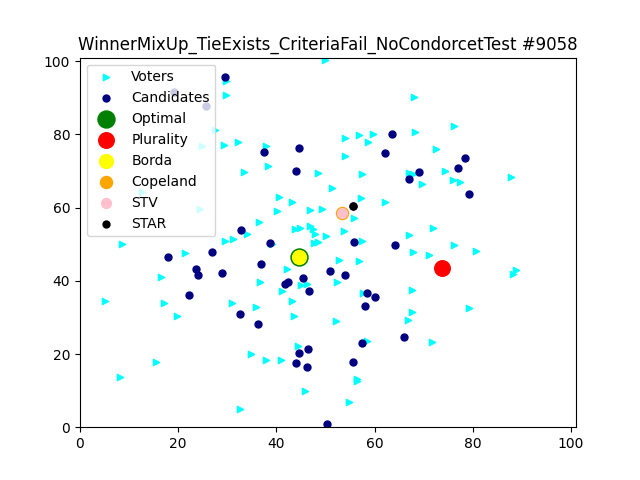 WinnerMixUp_TieExists_CriteriaFail_NoCondorcetTest #9058
100
80
60
40
20
0
Voters
Candidates
Optimal
Plurality
Borda
Copeland
STV
STAR
0 20 40 60 80 100